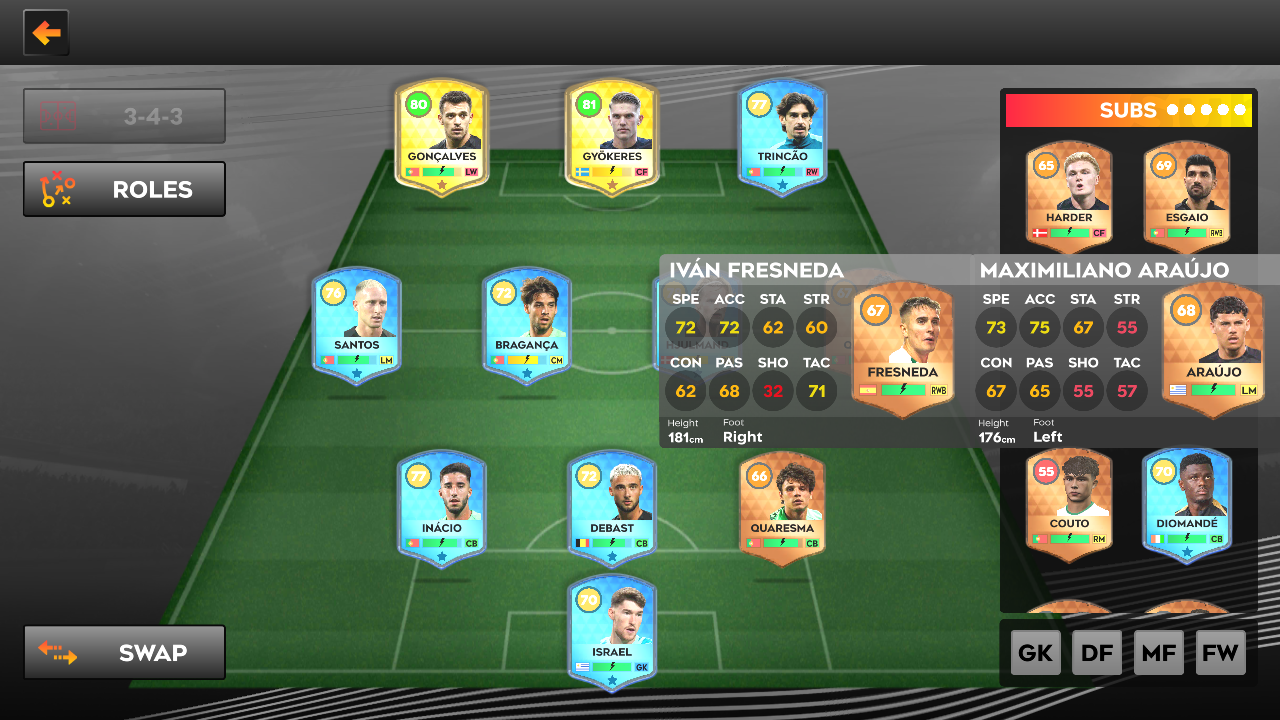 3-4-3
ROLES
SWAP
80
GONÇALVES
LW
81
GYÖKERES
CF
77
TRINCÃO
RW
76
SANTOS
LM
72
BRAGANÇA
CM
HJULMAND
77
INÁCIO
CB
72
DEBAST
CB
66
QUARESMA
CB
70
ISRAEL
GK
SUBS
65
HARDER
CF
69
ESGAIO
RWB
IVÁN FRESNEDA
SPE ACC STA STR
72 72 62 60
CON PAS SHO TAC
62 68 32 71
Height Foot
181cm Right
67
FRESNEDA
RWB
MAXIMILIANO ARAÚJO
SPE ACC STA STR
73 75 67 55
CON PAS SHO TAC
67 65 55 57
Height Foot
176cm Left
68
ARAÚJO
LM
55
COUTO
RM
70
DIOMANDÉ
CB
GK DF MF FW